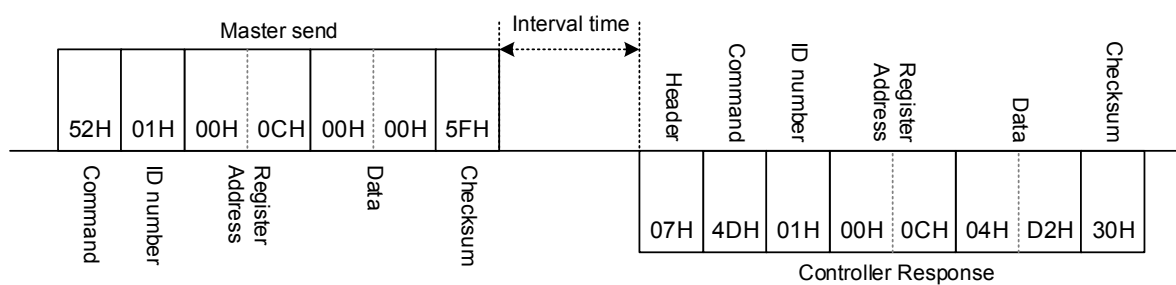 Master send
Interval time
52H 01H 00H 0CH 00H 00H 5FH
Command
ID number
Register
Address
Data
Checksum
Header
Command
ID number
Register
Address
Data
Checksum
07H 4DH 01H 00H 0CH 04H D2H 30H
Controller Response